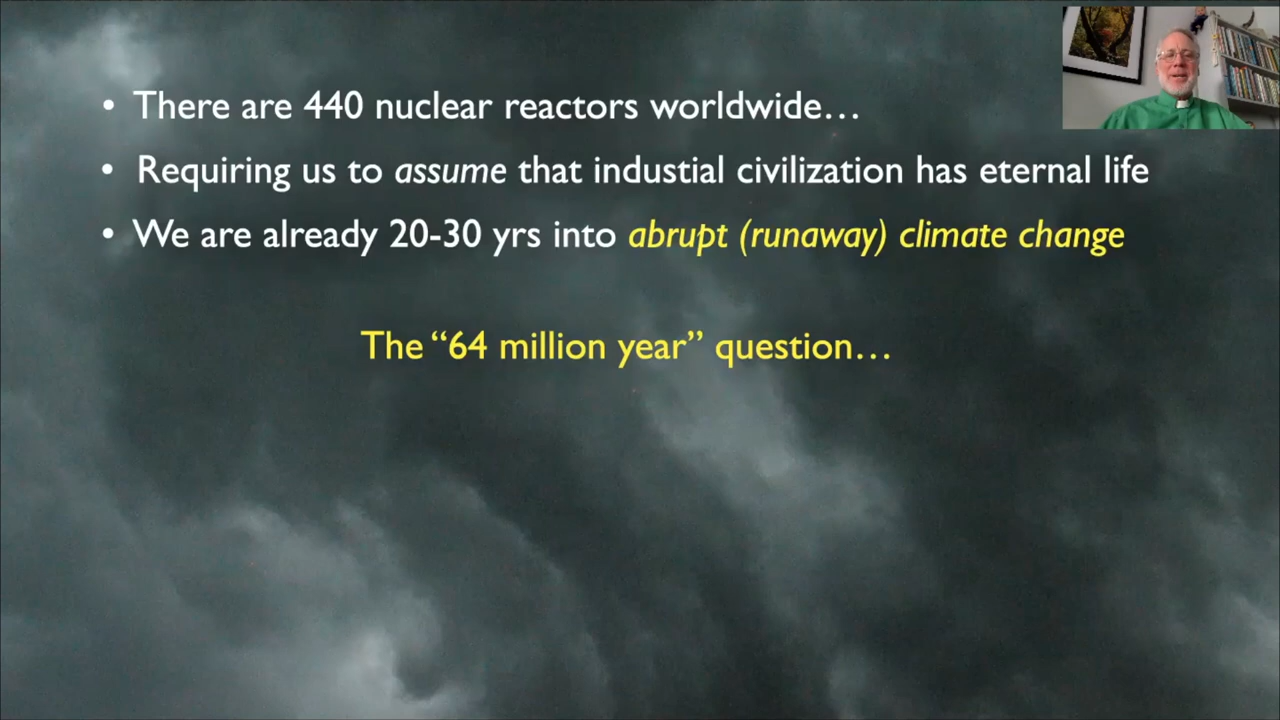 • There are 440 nuclear reactors worldwide…
• Requiring us to assume that industial civilization has eternal life
• We are already 20-30 yrs into abrupt (runaway) climate change
The “64 million year” question…